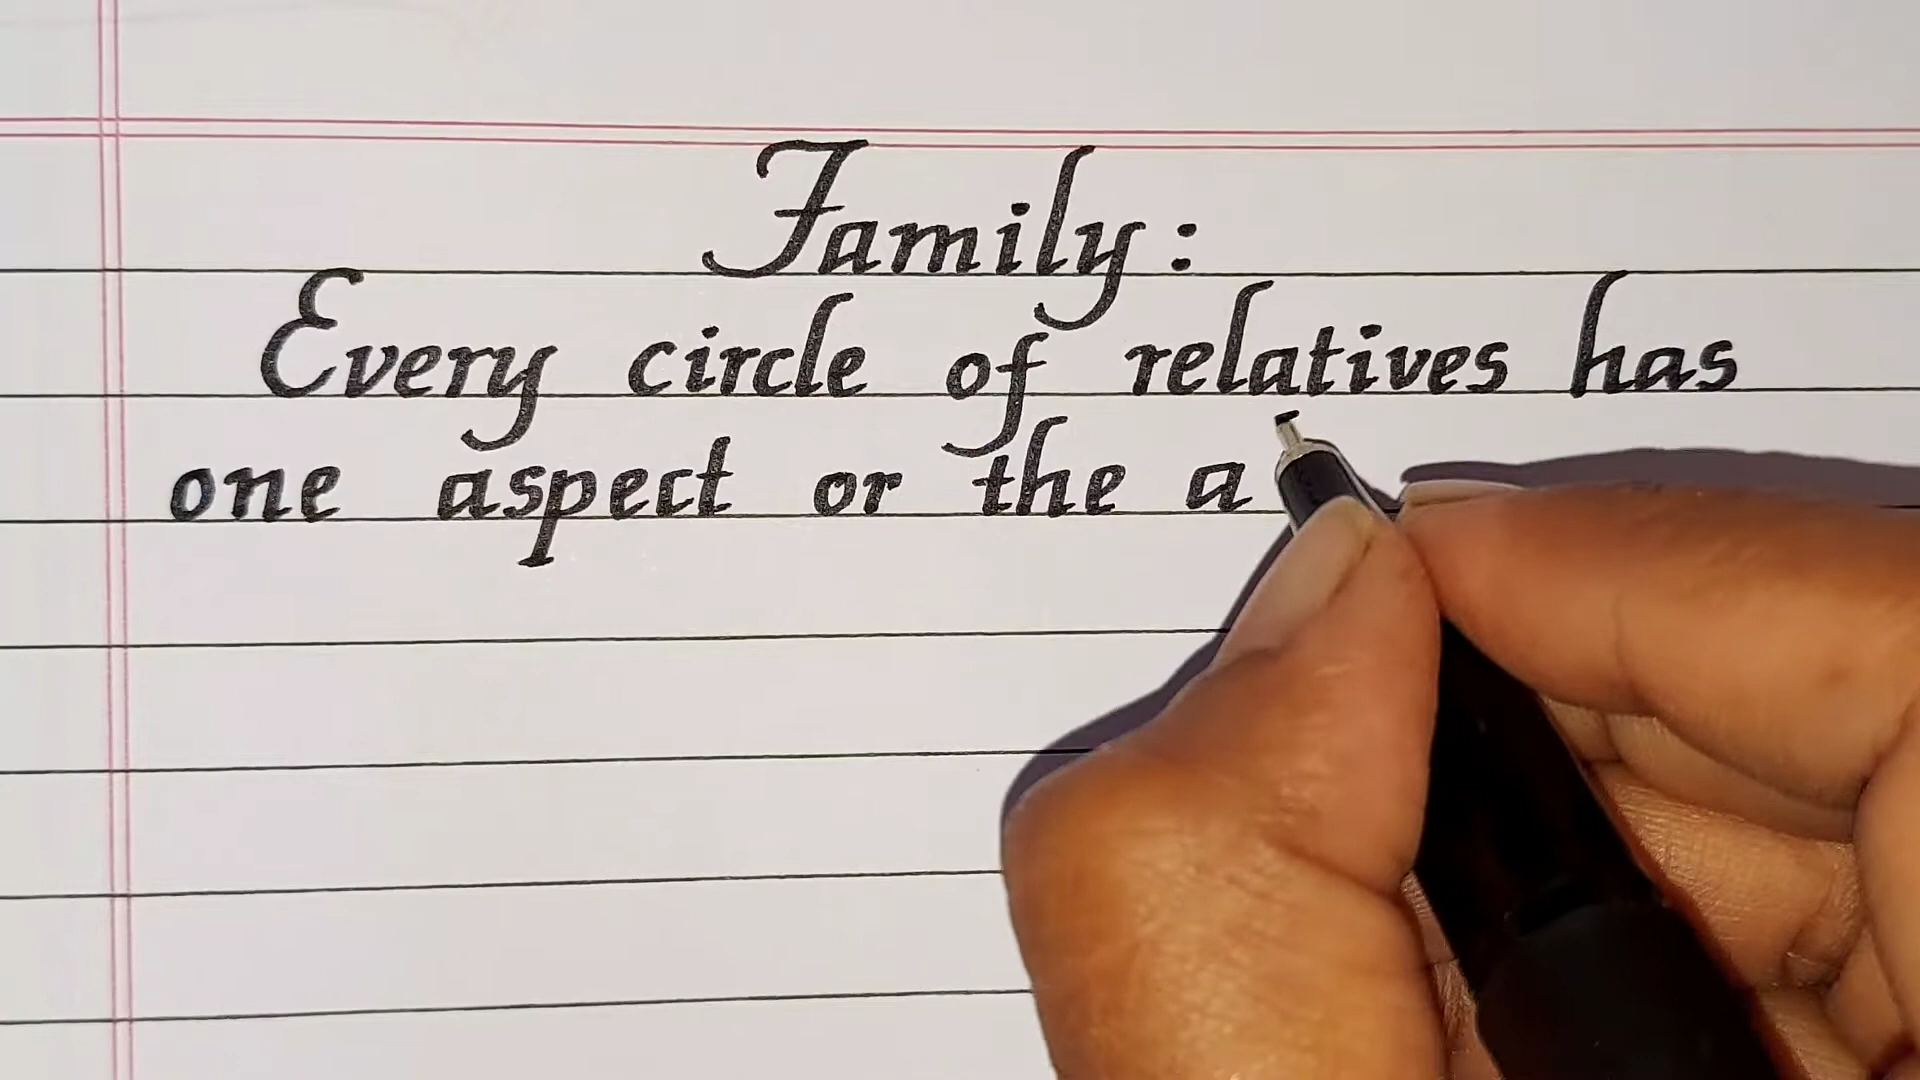 Family:
Every circle of relatives has
one aspect or the a